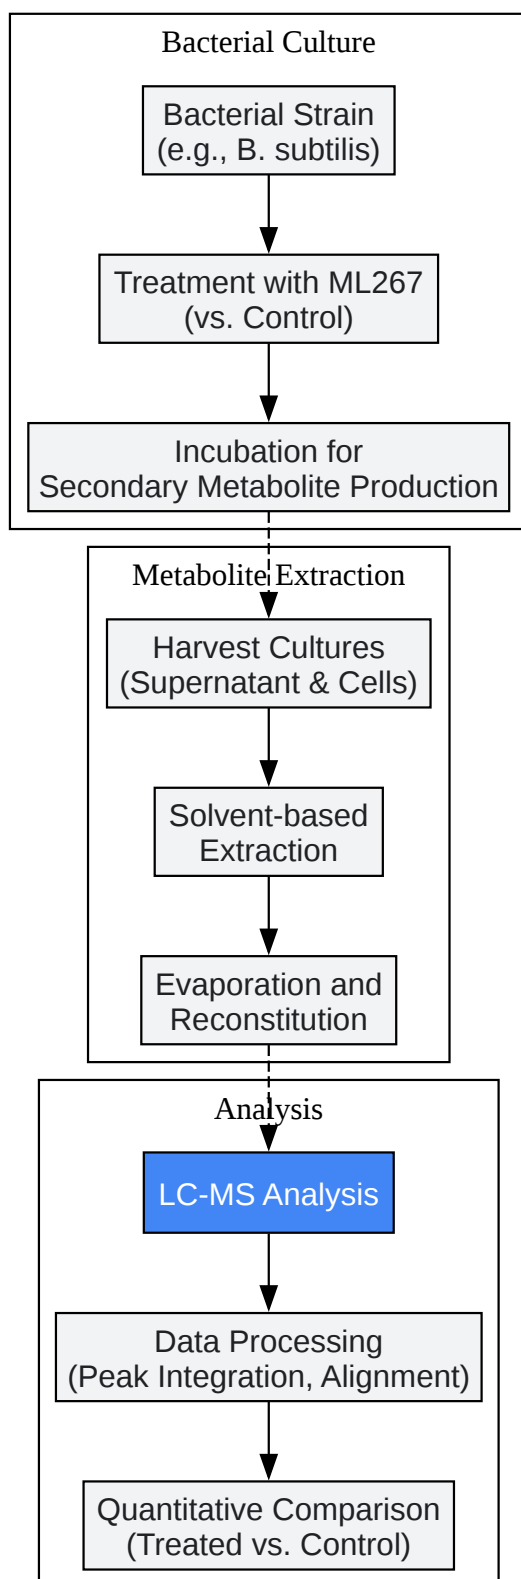 Bacterial Culture
Bacterial Strain
(e.g., B. subtilis)
Treatment with ML267
(vs. Control)
Incubation for
Secondary Metabolite Production
Metabolite Extraction
Harvest Cultures
(Supernatant & Cells)
Solvent-based
Extraction
Evaporation and
Reconstitution
Analysis
LC-MS Analysis
Data Processing
(Peak Integration, Alignment)
Quantitative Comparison
(Treated vs. Control)